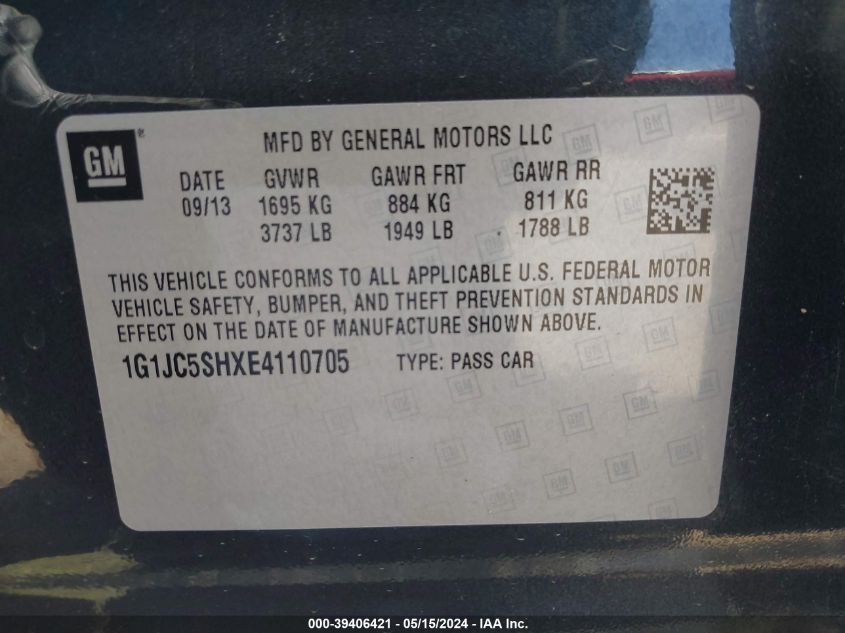 GM ®
MFD BY GENERAL MOTORS LLC
DATE GVWR GAWR FRT GAWR RR
09/13 1695 KG 884 KG 811 KG
3737 LB 1949 LB 1788 LB
THIS VEHICLE CONFORMS TO ALL APPLICABLE U.S. FEDERAL MOTOR
VEHICLE SAFETY, BUMPER, AND THEFT PREVENTION STANDARDS IN
EFFECT ON THE DATE OF MANUFACTURE SHOWN ABOVE.
1G1JC5SHXE4110705 TYPE: PASS CAR
000-39406421 - 05/15/2024 - IAA Inc.